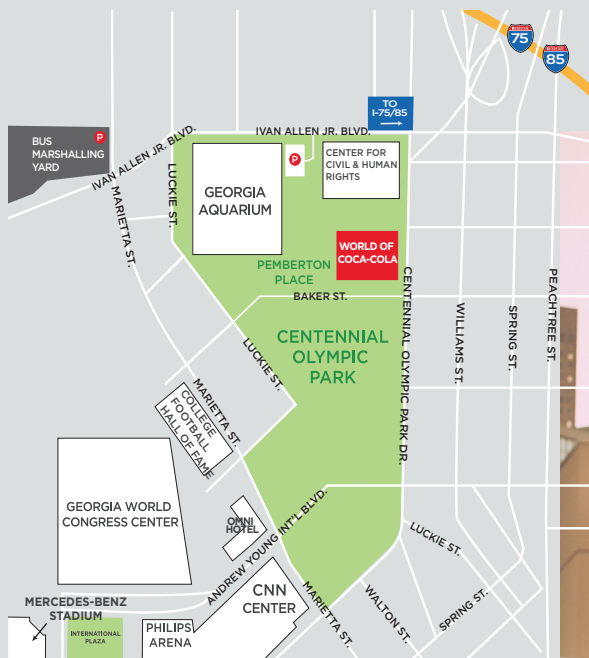 75
85
TO
I-75/85
BUS
MARSHALLING
YARD
P
IVAN ALLEN JR. BLVD.
IVAN ALLEN JR. BLVD.
P
CENTER FOR
CIVIL & HUMAN
RIGHTS
GEORGIA
AQUARIUM
LUCKIE ST.
MARIETTA ST.
WORLD OF
COCA-COLA
PEMBERTON
PLACE
BAKER ST.
CENTENNIAL OLYMPIC PARK DR.
WILLIAMS ST.
SPRING ST.
PEACHTREE ST.
CENTENNIAL
OLYMPIC
PARK
LUCKIE ST.
MARIETTA ST.
COLLEGE
FOOTBALL
HALL OF FAME
GEORGIA WORLD
CONGRESS CENTER
OMNI
HOTEL
ANDREW YOUNG INT'L BLVD.
LUCKIE ST.
CNN
CENTER
MARIETTA ST.
WALTON ST.
SPRING ST.
MERCEDES-BENZ
STADIUM
INTERNATIONAL
PLAZA
PHILIPS
ARENA